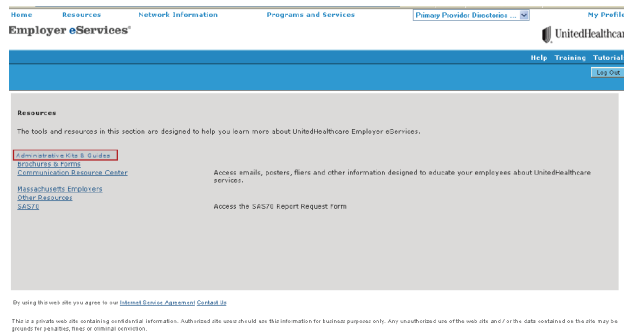 Home Resources Network Information Programs and Services Primary Provider Directories ... My Profile
Employer eServices®
UnitedHealthcar
Help Training Tutorial
Log Out
Resources
The tools and resources in this section are designed to help you learn more about UnitedHealthcare Employer eServices.
Administrative Kits & Guides
Brochures & Forms
Communication Resource Center Access emails, posters, fliers and other information designed to educate your employees about UnitedHealthcare
services.
Massachusetts Employers
Other Resources
SAS70 Access the SAS70 Report Request Form
By using this web site you agree to our Internet Service Agreement Contact Us
This is a private web site containing confidential information. Authorized site users should use this information for business purposes only. Any unauthorized use of the web site and / or the data contained on the site may be
grounds for penalties, fines or criminal conviction.